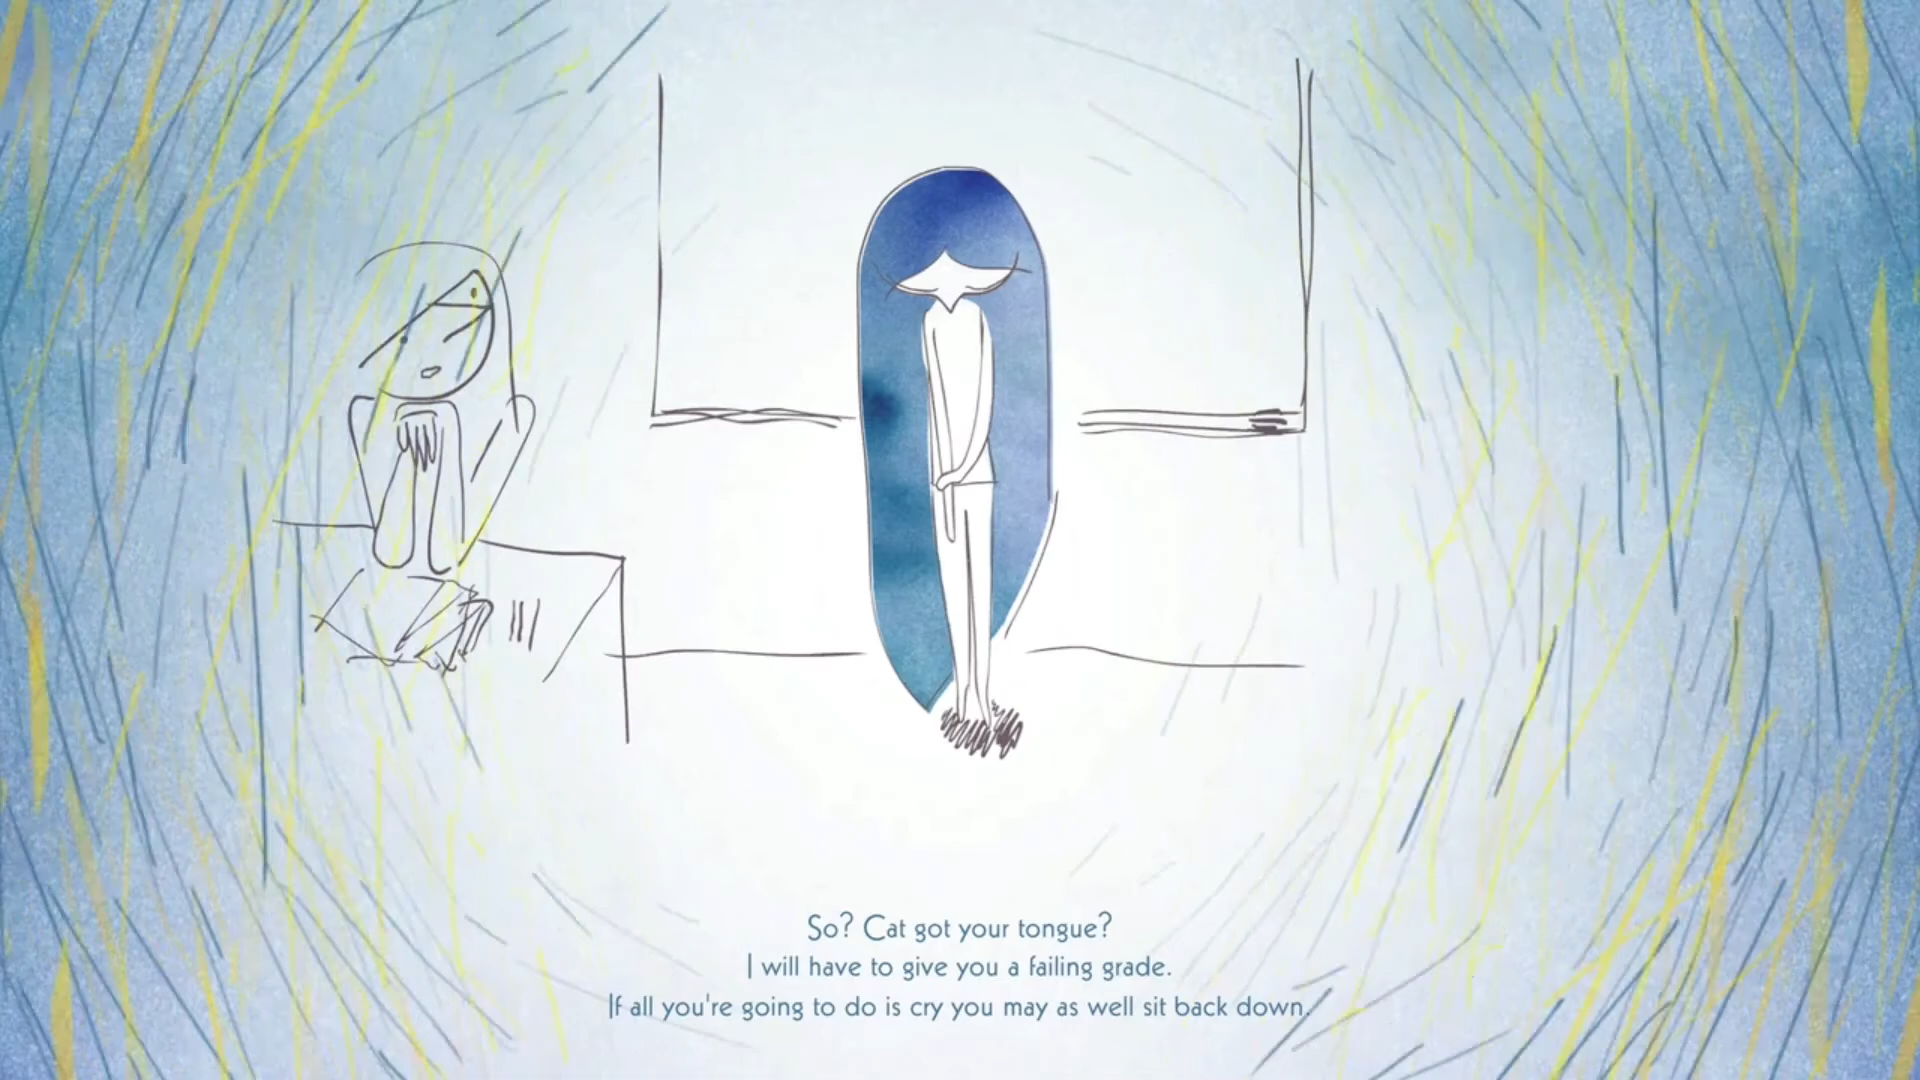 So? Cat got your tongue?
I will have to give you a failing grade.
If all you're going to do is cry you may as well sit back down.